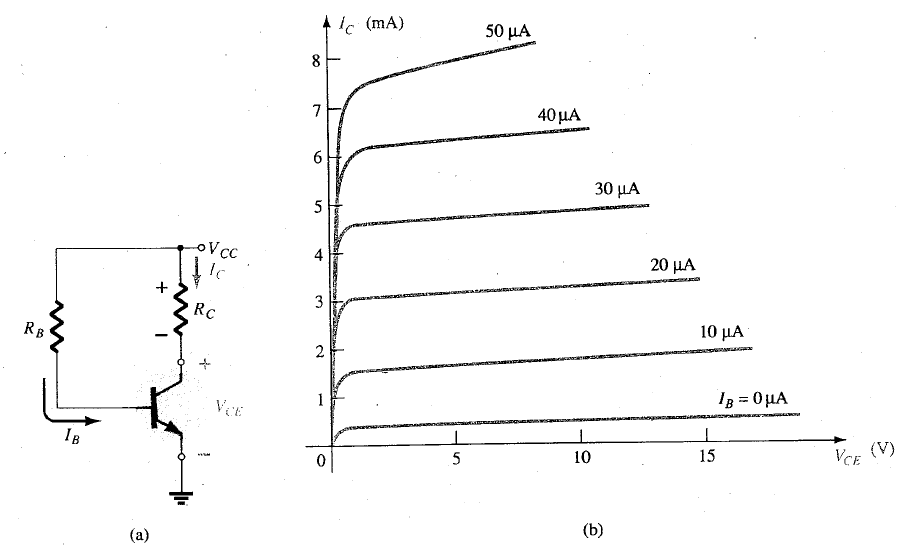 I_C (mA)
50 μA
8
7
40 μA
6
30 μA
5
4
20 μA
3
10 μA
2
I_B = 0 μA
1
0
5
10
15
V_CE (V)
V_CC
I_C
+
R_C
R_B
−
+
V_CE
I_B
−
(a)
(b)